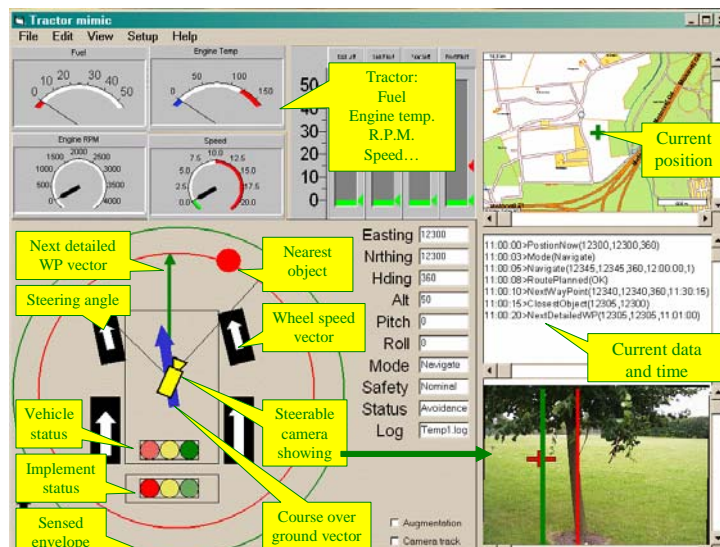 Tractor mimic
File Edit View Setup Help
Fuel
0 10 20 30 40 50
Engine Temp
0 50 100 150
Engine RPM
0 500 1000 1500 2000 2500 3000 3500 4000
Speed
0.0 2.5 5.0 7.5 10.0 12.5 15.0 17.5 20.0
50
40
30
20
10
0
Tractor:
Fuel
Engine temp.
R.P.M.
Speed…
Current
position
Next detailed
WP vector
Nearest
object
Steering angle
Wheel speed
vector
Vehicle
status
Implement
status
Sensed
envelope
Steerable
camera
showing
Course over
ground vector
Easting 12300
Nrthing 12300
Hding 360
Alt 50
Pitch 0
Roll 0
Mode Navigate
Safety Nominal
Status Avoidance
Log Temp1.log
Augmentation
Camera track
11:00:00>PostionNow(12300,12300,360)
11:00:03>Mode(Navigate)
11:00:05>Navigate(12345,12345,360,12:00:00,1)
11:00:08>RoutePlanned(OK)
11:00:10>NextWayPoint(12340,12340,360,11:30:15)
11:00:15>ClosestObject(12305,12300)
11:00:20>NextDetailedWP(12305,12305,11:01:00)
Current data
and time